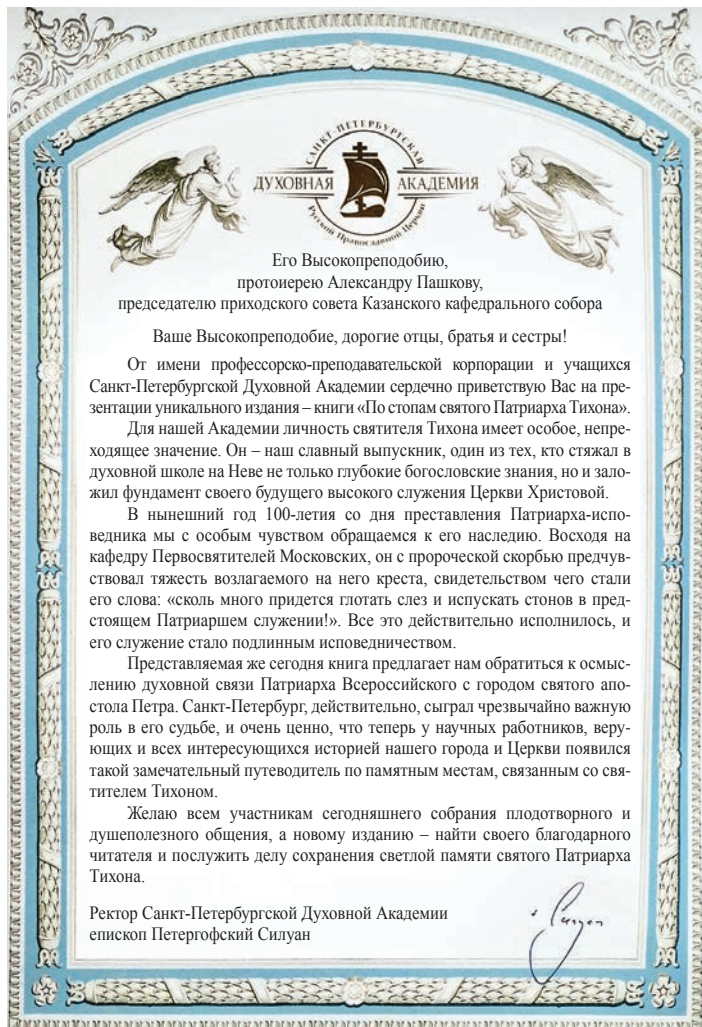 САНКТ-ПЕТЕРБУРГСКАЯ
ДУХОВНАЯ АКАДЕМИЯ
Русской Православной Церкви
Его Высокопреподобию,
протоиерею Александру Пашкову,
председателю приходского совета Казанского кафедрального собора
Ваше Высокопреподобие, дорогие отцы, братья и сестры!
От имени профессорско-преподавательской корпорации и учащихся
Санкт-Петербургской Духовной Академии сердечно приветствую Вас на пре-
зентации уникального издания – книги «По стопам святого Патриарха Тихона».
Для нашей Академии личность святителя Тихона имеет особое, непре-
ходящее значение. Он – наш славный выпускник, один из тех, кто стяжал в
духовной школе на Неве не только глубокие богословские знания, но и зало-
жил фундамент своего будущего высокого служения Церкви Христовой.
В нынешний год 100-летия со дня преставления Патриарха-испо-
ведника мы с особым чувством обращаемся к его наследию. Восходя на
кафедру Первосвятителей Московских, он с пророческой скорбью предчув-
ствовал тяжесть возлагаемого на него креста, свидетельством чего стали
его слова: «сколь много придется глотать слез и испускать стонов в пред-
стоящем Патриаршем служении!». Все это действительно исполнилось, и
его служение стало подлинным исповедничеством.
Представляемая же сегодня книга предлагает нам обратиться к осмыс-
лению духовной связи Патриарха Всероссийского с городом святого апо-
стола Петра. Санкт-Петербург, действительно, сыграл чрезвычайно важную
роль в его судьбе, и очень ценно, что теперь у научных работников, веру-
ющих и всех интересующихся историей нашего города и Церкви появился
такой замечательный путеводитель по памятным местам, связанным со свя-
тителем Тихоном.
Желаю всем участникам сегодняшнего собрания плодотворного и
душеполезного общения, а новому изданию – найти своего благодарного
читателя и послужить делу сохранения светлой памяти святого Патриарха
Тихона.
Ректор Санкт-Петербургской Духовной Академии
епископ Петергофский Силуан